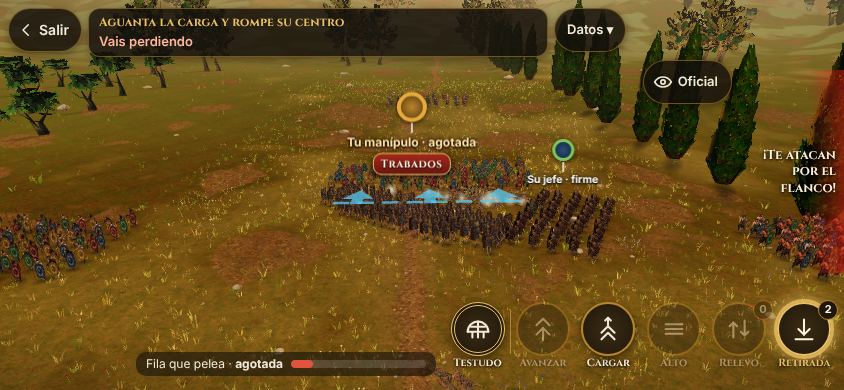 Salir
Aguanta la carga y rompe su centro
Vais perdiendo
Datos ▾
Oficial
Tu manípulo · agotada
Trabados
Su jefe · firme
¡Te atacan
por el
flanco!
0
2
Testudo
Avanzar
Cargar
Alto
Relevo
Retirada
Fila que pelea · agotada